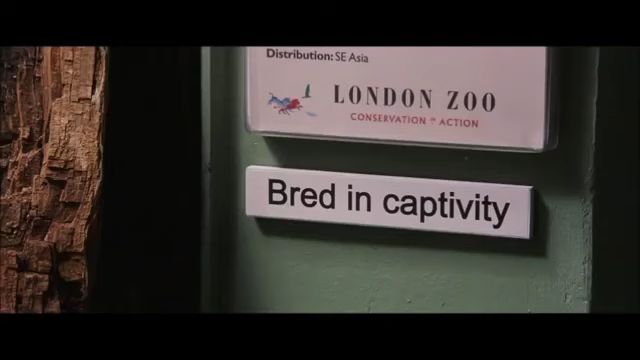 Distribution: SE Asia
LONDON ZOO
CONSERVATION IN ACTION
Bred in captivity